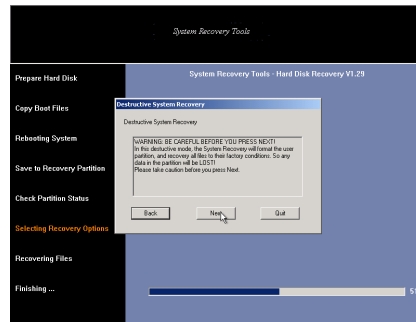 System Recovery Tools
System Recovery Tools - Hard Disk Recovery V1.29
Prepare Hard Disk
Copy Boot Files
Rebooting System
Save to Recovery Partition
Check Partition Status
Selecting Recovery Options
Recovering Files
Finishing ...
Destructive System Recovery
Destructive System Recovery
WARNING: BE CAREFUL BEFORE YOU PRESS NEXT!
In this destructive mode, the System Recovery will format the user
partition, and recovery all files to their factory conditions. So any
data in the partition will be LOST!
Please take caution before you press Next.
Back
Next
Quit